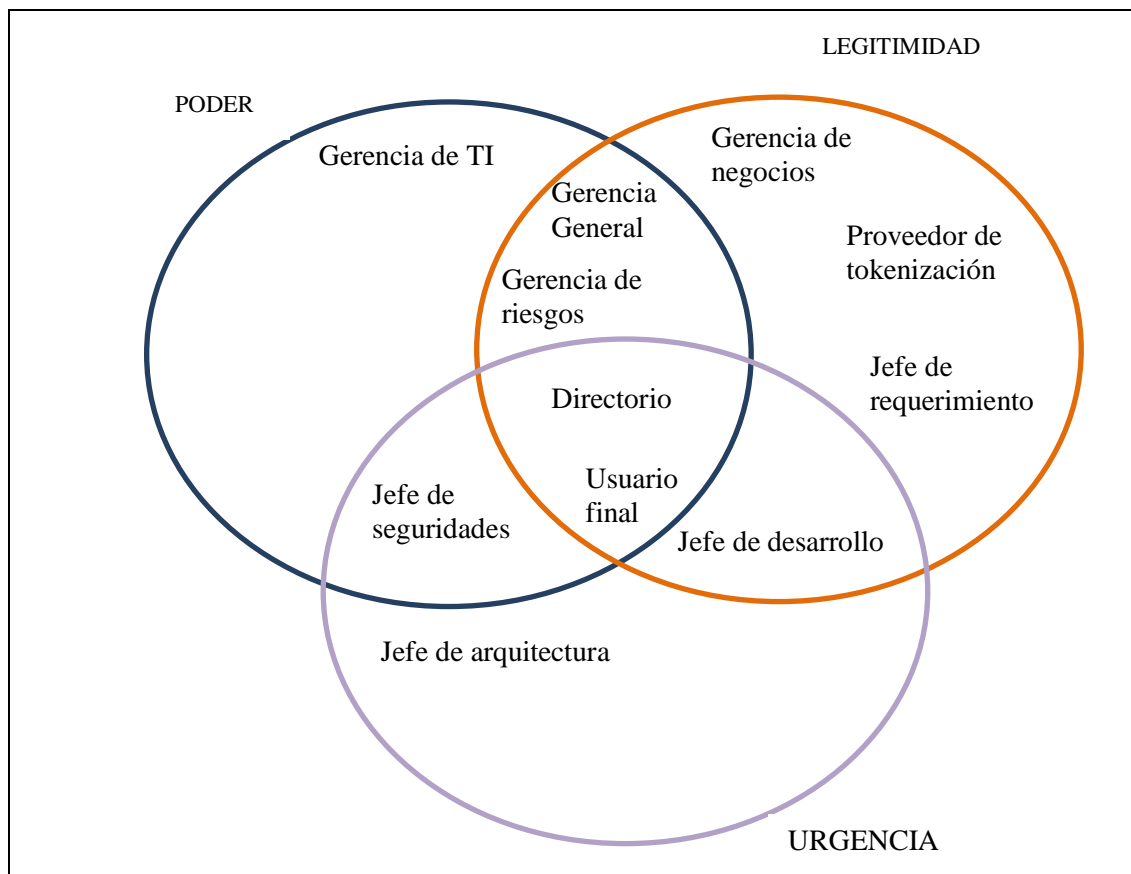 LEGITIMIDAD
PODER
Gerencia de TI
Gerencia de
negocios
Gerencia
General
Proveedor de
tokenización
Gerencia de
riesgos
Jefe de
requerimiento
Directorio
Usuario
final
Jefe de
seguridades
Jefe de desarrollo
Jefe de arquitectura
URGENCIA